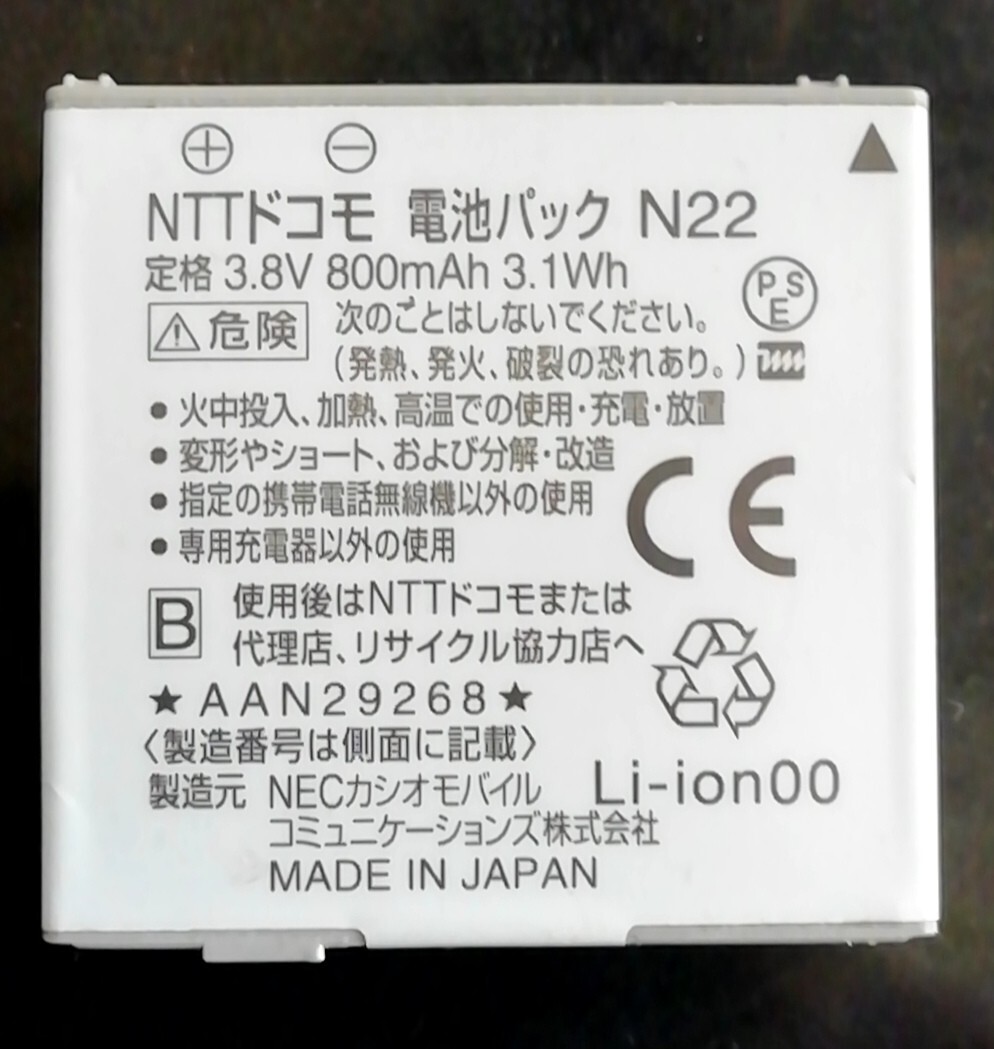 ⊕ ⊖ ▲
NTTドコモ 電池パック N22
定格 3.8V 800mAh 3.1Wh
PSE
⚠危険 次のことはしないでください。
(発熱、発火、破裂の恐れあり。)
● 火中投入、加熱、高温での使用・充電・放置
● 変形やショート、および分解・改造
● 指定の携帯電話無線機以外の使用
● 専用充電器以外の使用
CE
B 使用後はNTTドコモまたは
代理店、リサイクル協力店へ
★AAN29268★
〈製造番号は側面に記載〉
製造元 NECカシオモバイル
コミュニケーションズ株式会社
Li-ion00
MADE IN JAPAN